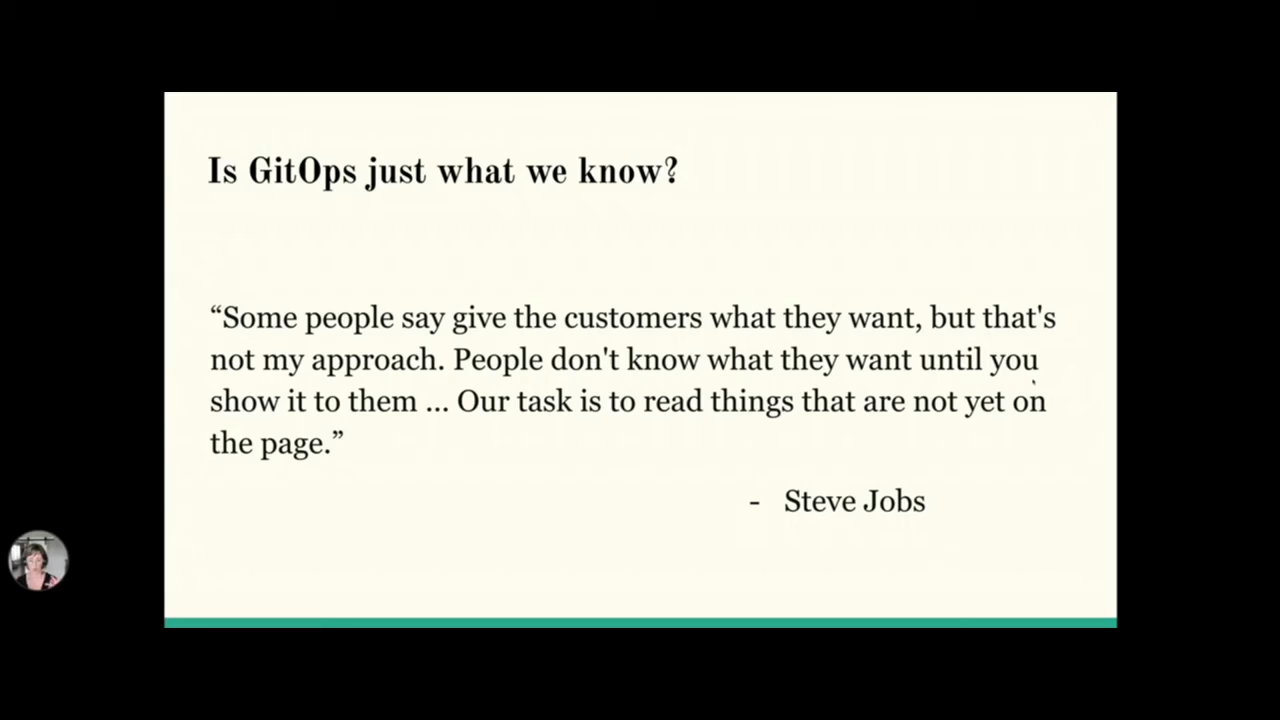 Is GitOps just what we know?
“Some people say give the customers what they want, but that's
not my approach. People don't know what they want until you
show it to them ... Our task is to read things that are not yet on
the page.”
- Steve Jobs